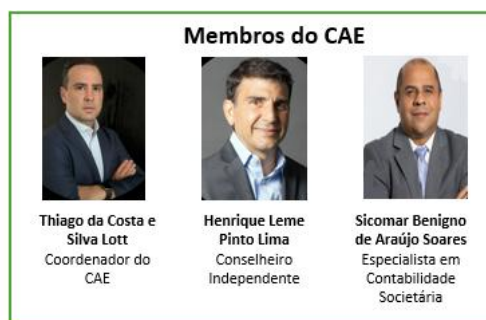 Membros do CAE
Thiago da Costa e
Silva Lott
Coordenador do
CAE
Henrique Leme
Pinto Lima
Conselheiro
Independente
Sicomar Benigno
de Araújo Soares
Especialista em
Contabilidade
Societária